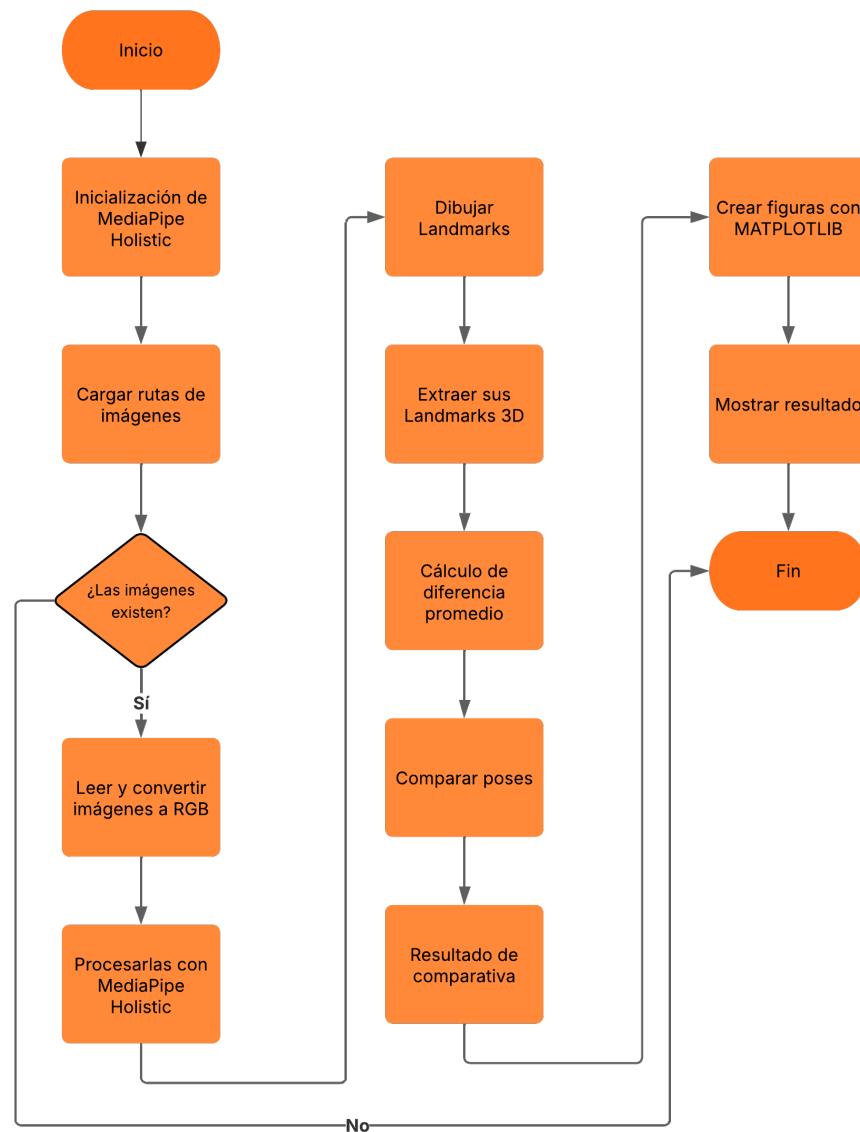 Inicio
Inicialización de
MediaPipe
Holistic
Cargar rutas de
imágenes
¿Las imágenes
existen?
Sí
Leer y convertir
imágenes a RGB
Procesarlas con
MediaPipe
Holistic
Dibujar
Landmarks
Extraer sus
Landmarks 3D
Cálculo de
diferencia
promedio
Comparar poses
Resultado de
comparativa
Crear figuras con
MATPLOTLIB
Mostrar resultado
Fin
No